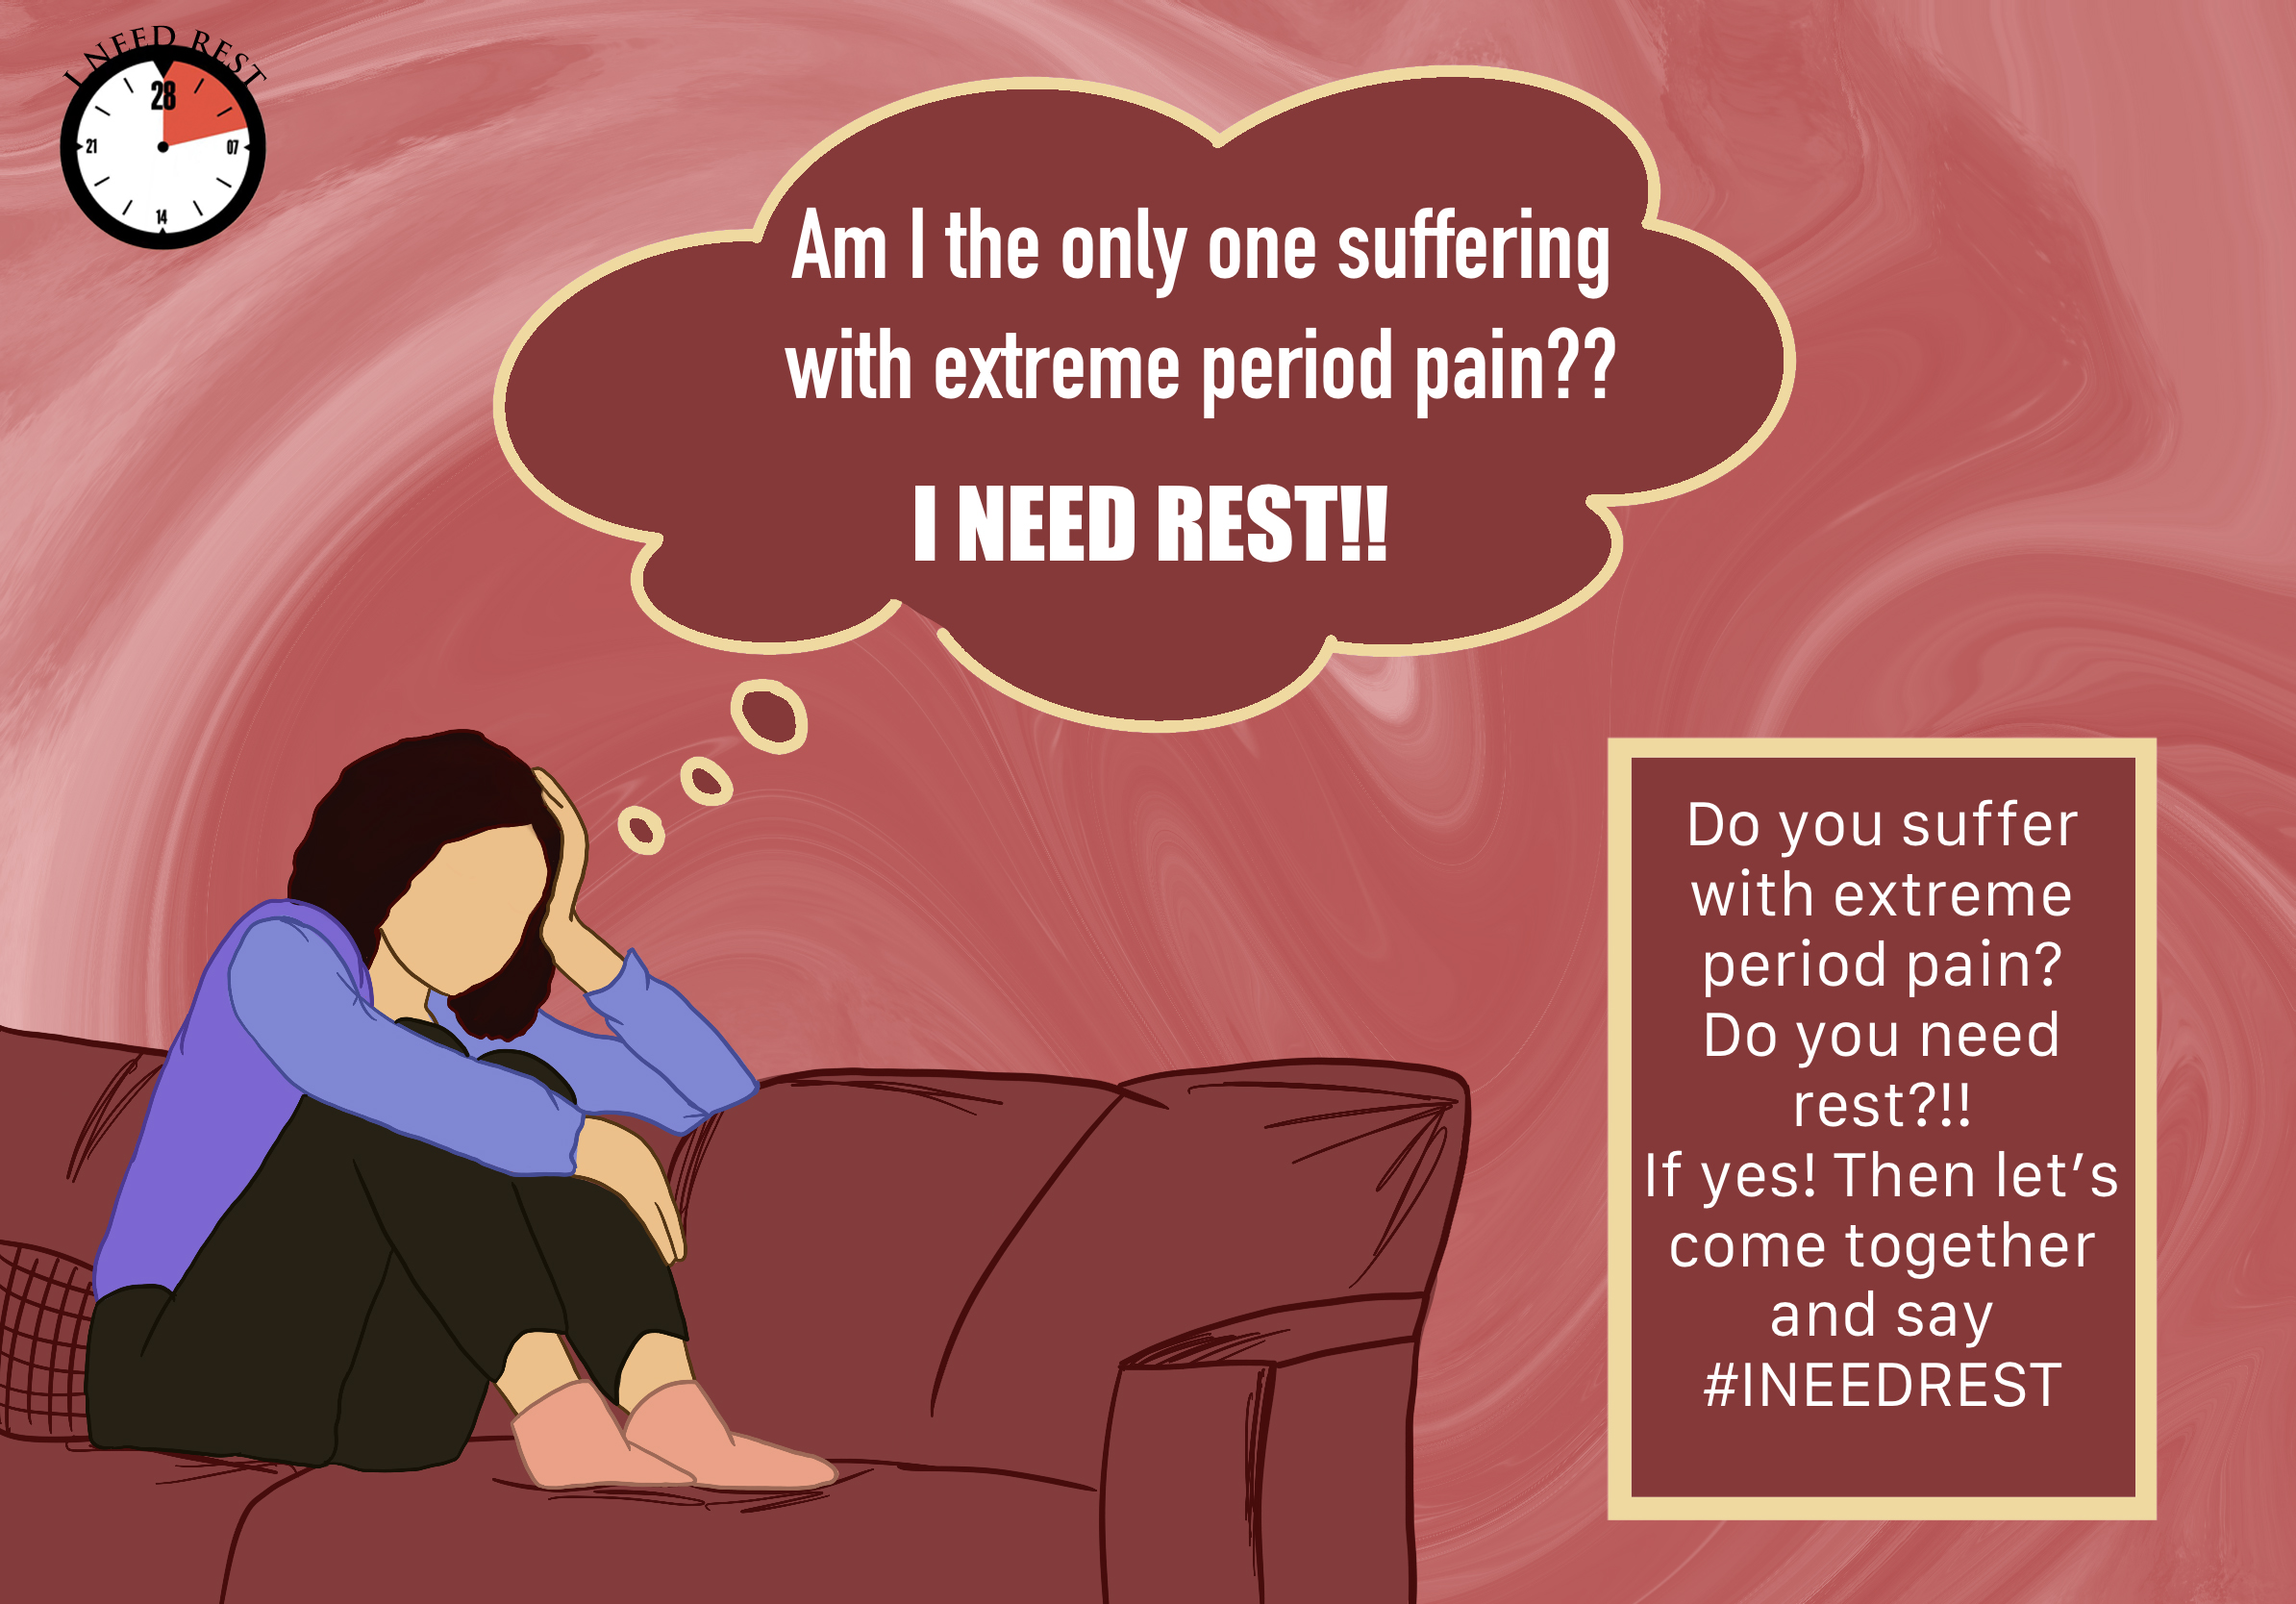 I NEED REST
28
21
07
14
Am I the only one suffering
with extreme period pain??
I NEED REST!!
Do you suffer
with extreme
period pain?
Do you need
rest?!!
If yes! Then let’s
come together
and say
#INEEDREST